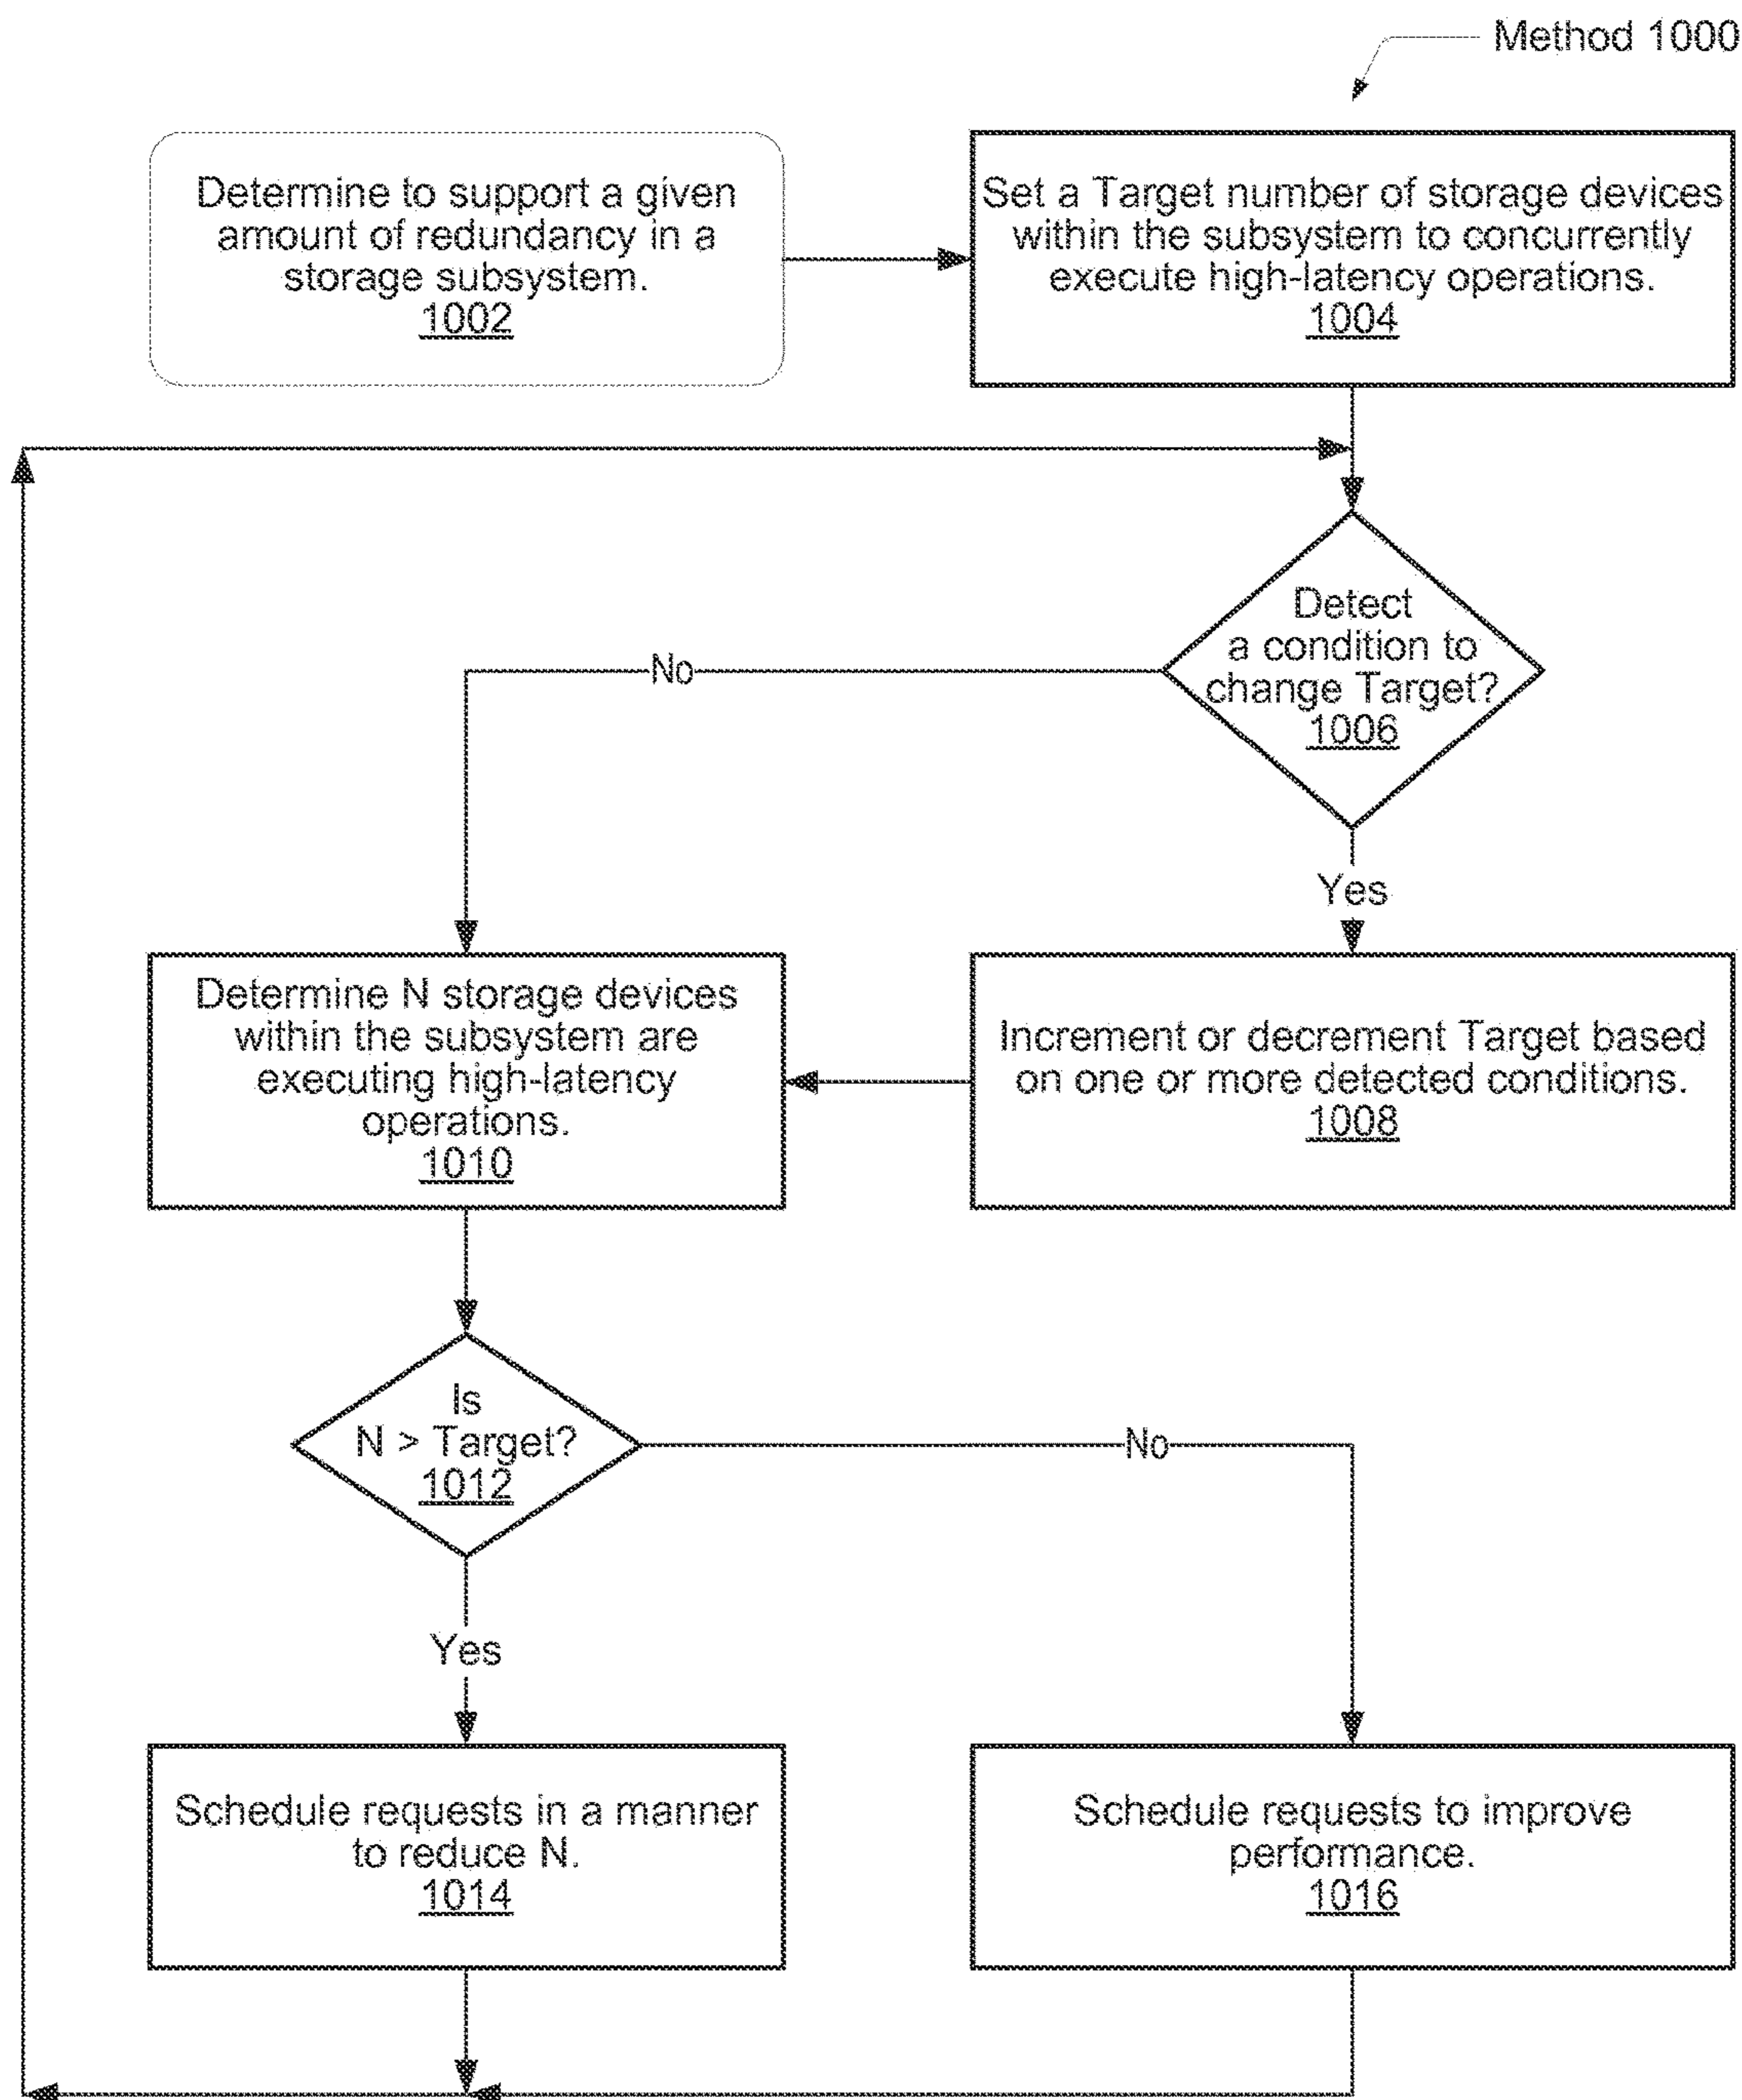 Method 1000
Determine to support a given
amount of redundancy in a
storage subsystem.
1002
Set a Target number of storage devices
within the subsystem to concurrently
execute high-latency operations.
1004
Detect
a condition to
change Target?
1006
No
Yes
Determine N storage devices
within the subsystem are
executing high-latency
operations.
1010
Increment or decrement Target based
on one or more detected conditions.
1008
Is
N > Target?
1012
No
Yes
Schedule requests in a manner
to reduce N.
1014
Schedule requests to improve
performance.
1016